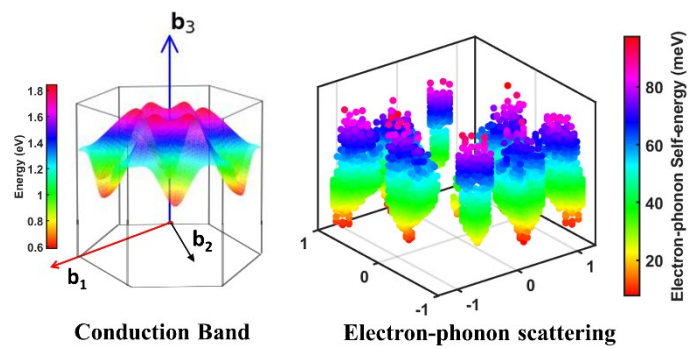 b₃
Energy (eV)
1.8
1.6
1.4
1.2
1
0.8
0.6
b₁
b₂
Conduction Band
1
0
-1
-1
0
1
Electron-phonon scattering
80
60
40
20
Electron-phonon Self-energy (meV)